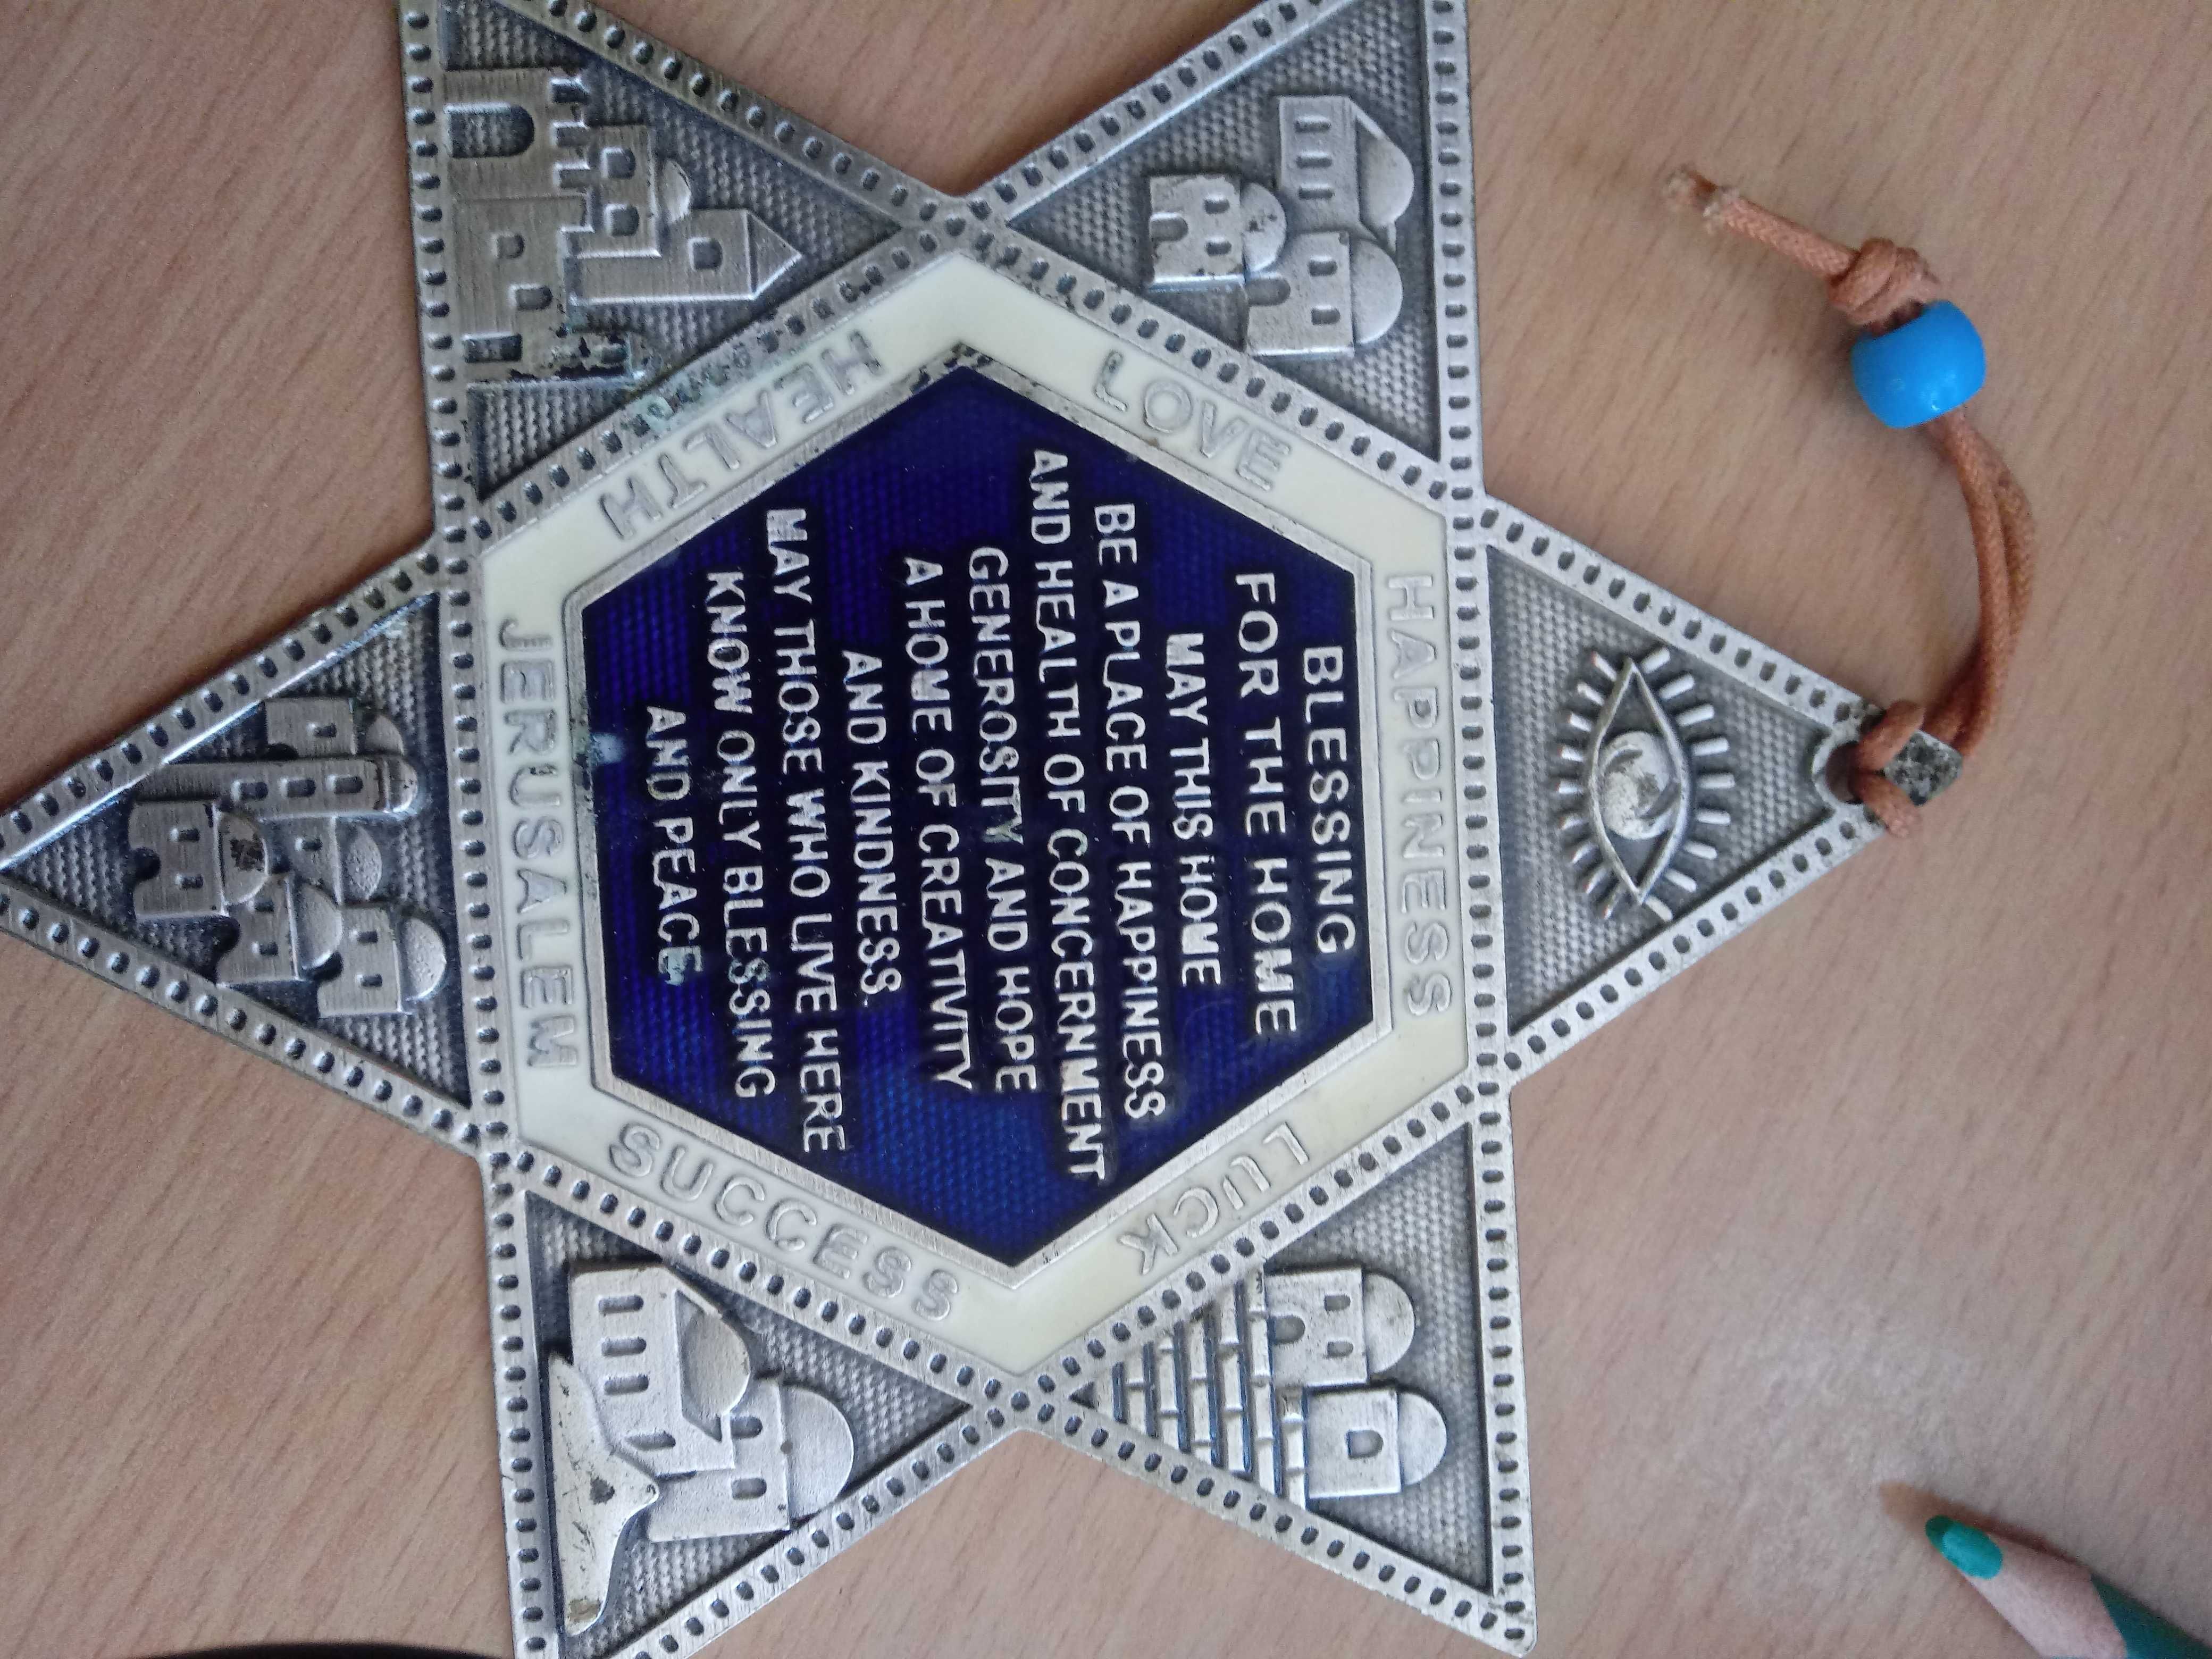 HAPPINESS
LOVE
LUCK
BLESSING
FOR THE HOME
MAY THIS HOME
BE A PLACE OF HAPPINESS
AND HEALTH OF CONCERNMENT
GENEROSITY AND HOPE
A HOME OF CREATIVITY
AND KINDNESS.
MAY THOSE WHO LIVE HERE
KNOW ONLY BLESSING
AND PEACE
HEALTH
SUCCESS
JERUSALEM